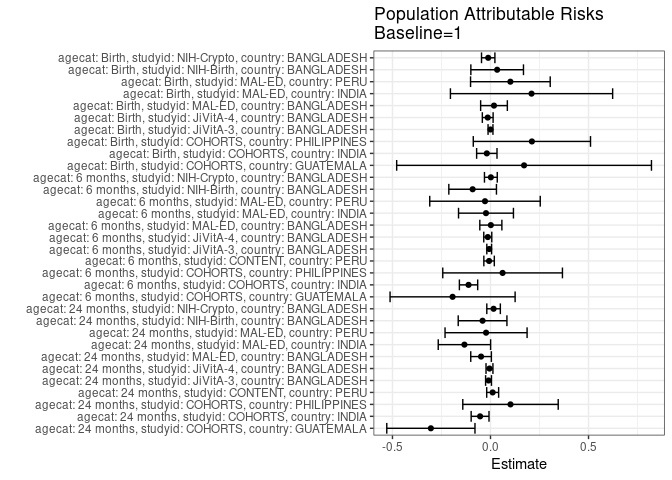 Population Attributable Risks
Baseline=1
agecat: Birth, studyid: NIH-Crypto, country: BANGLADESH
agecat: Birth, studyid: NIH-Birth, country: BANGLADESH
agecat: Birth, studyid: MAL-ED, country: PERU
agecat: Birth, studyid: MAL-ED, country: INDIA
agecat: Birth, studyid: MAL-ED, country: BANGLADESH
agecat: Birth, studyid: JiVitA-4, country: BANGLADESH
agecat: Birth, studyid: JiVitA-3, country: BANGLADESH
agecat: Birth, studyid: COHORTS, country: PHILIPPINES
agecat: Birth, studyid: COHORTS, country: INDIA
agecat: Birth, studyid: COHORTS, country: GUATEMALA
agecat: 6 months, studyid: NIH-Crypto, country: BANGLADESH
agecat: 6 months, studyid: NIH-Birth, country: BANGLADESH
agecat: 6 months, studyid: MAL-ED, country: PERU
agecat: 6 months, studyid: MAL-ED, country: INDIA
agecat: 6 months, studyid: MAL-ED, country: BANGLADESH
agecat: 6 months, studyid: JiVitA-4, country: BANGLADESH
agecat: 6 months, studyid: JiVitA-3, country: BANGLADESH
agecat: 6 months, studyid: CONTENT, country: PERU
agecat: 6 months, studyid: COHORTS, country: PHILIPPINES
agecat: 6 months, studyid: COHORTS, country: INDIA
agecat: 6 months, studyid: COHORTS, country: GUATEMALA
agecat: 24 months, studyid: NIH-Crypto, country: BANGLADESH
agecat: 24 months, studyid: NIH-Birth, country: BANGLADESH
agecat: 24 months, studyid: MAL-ED, country: PERU
agecat: 24 months, studyid: MAL-ED, country: INDIA
agecat: 24 months, studyid: MAL-ED, country: BANGLADESH
agecat: 24 months, studyid: JiVitA-4, country: BANGLADESH
agecat: 24 months, studyid: JiVitA-3, country: BANGLADESH
agecat: 24 months, studyid: CONTENT, country: PERU
agecat: 24 months, studyid: COHORTS, country: PHILIPPINES
agecat: 24 months, studyid: COHORTS, country: INDIA
agecat: 24 months, studyid: COHORTS, country: GUATEMALA
-0.5 0.0 0.5
Estimate